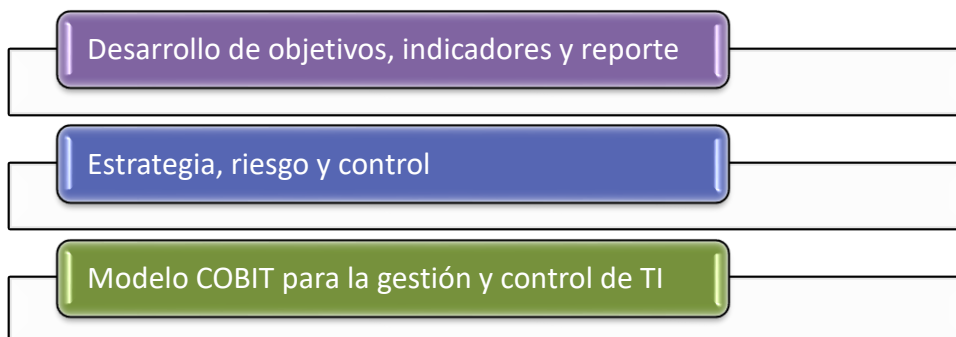 Desarrollo de objetivos, indicadores y reporte
Estrategia, riesgo y control
Modelo COBIT para la gestión y control de TI